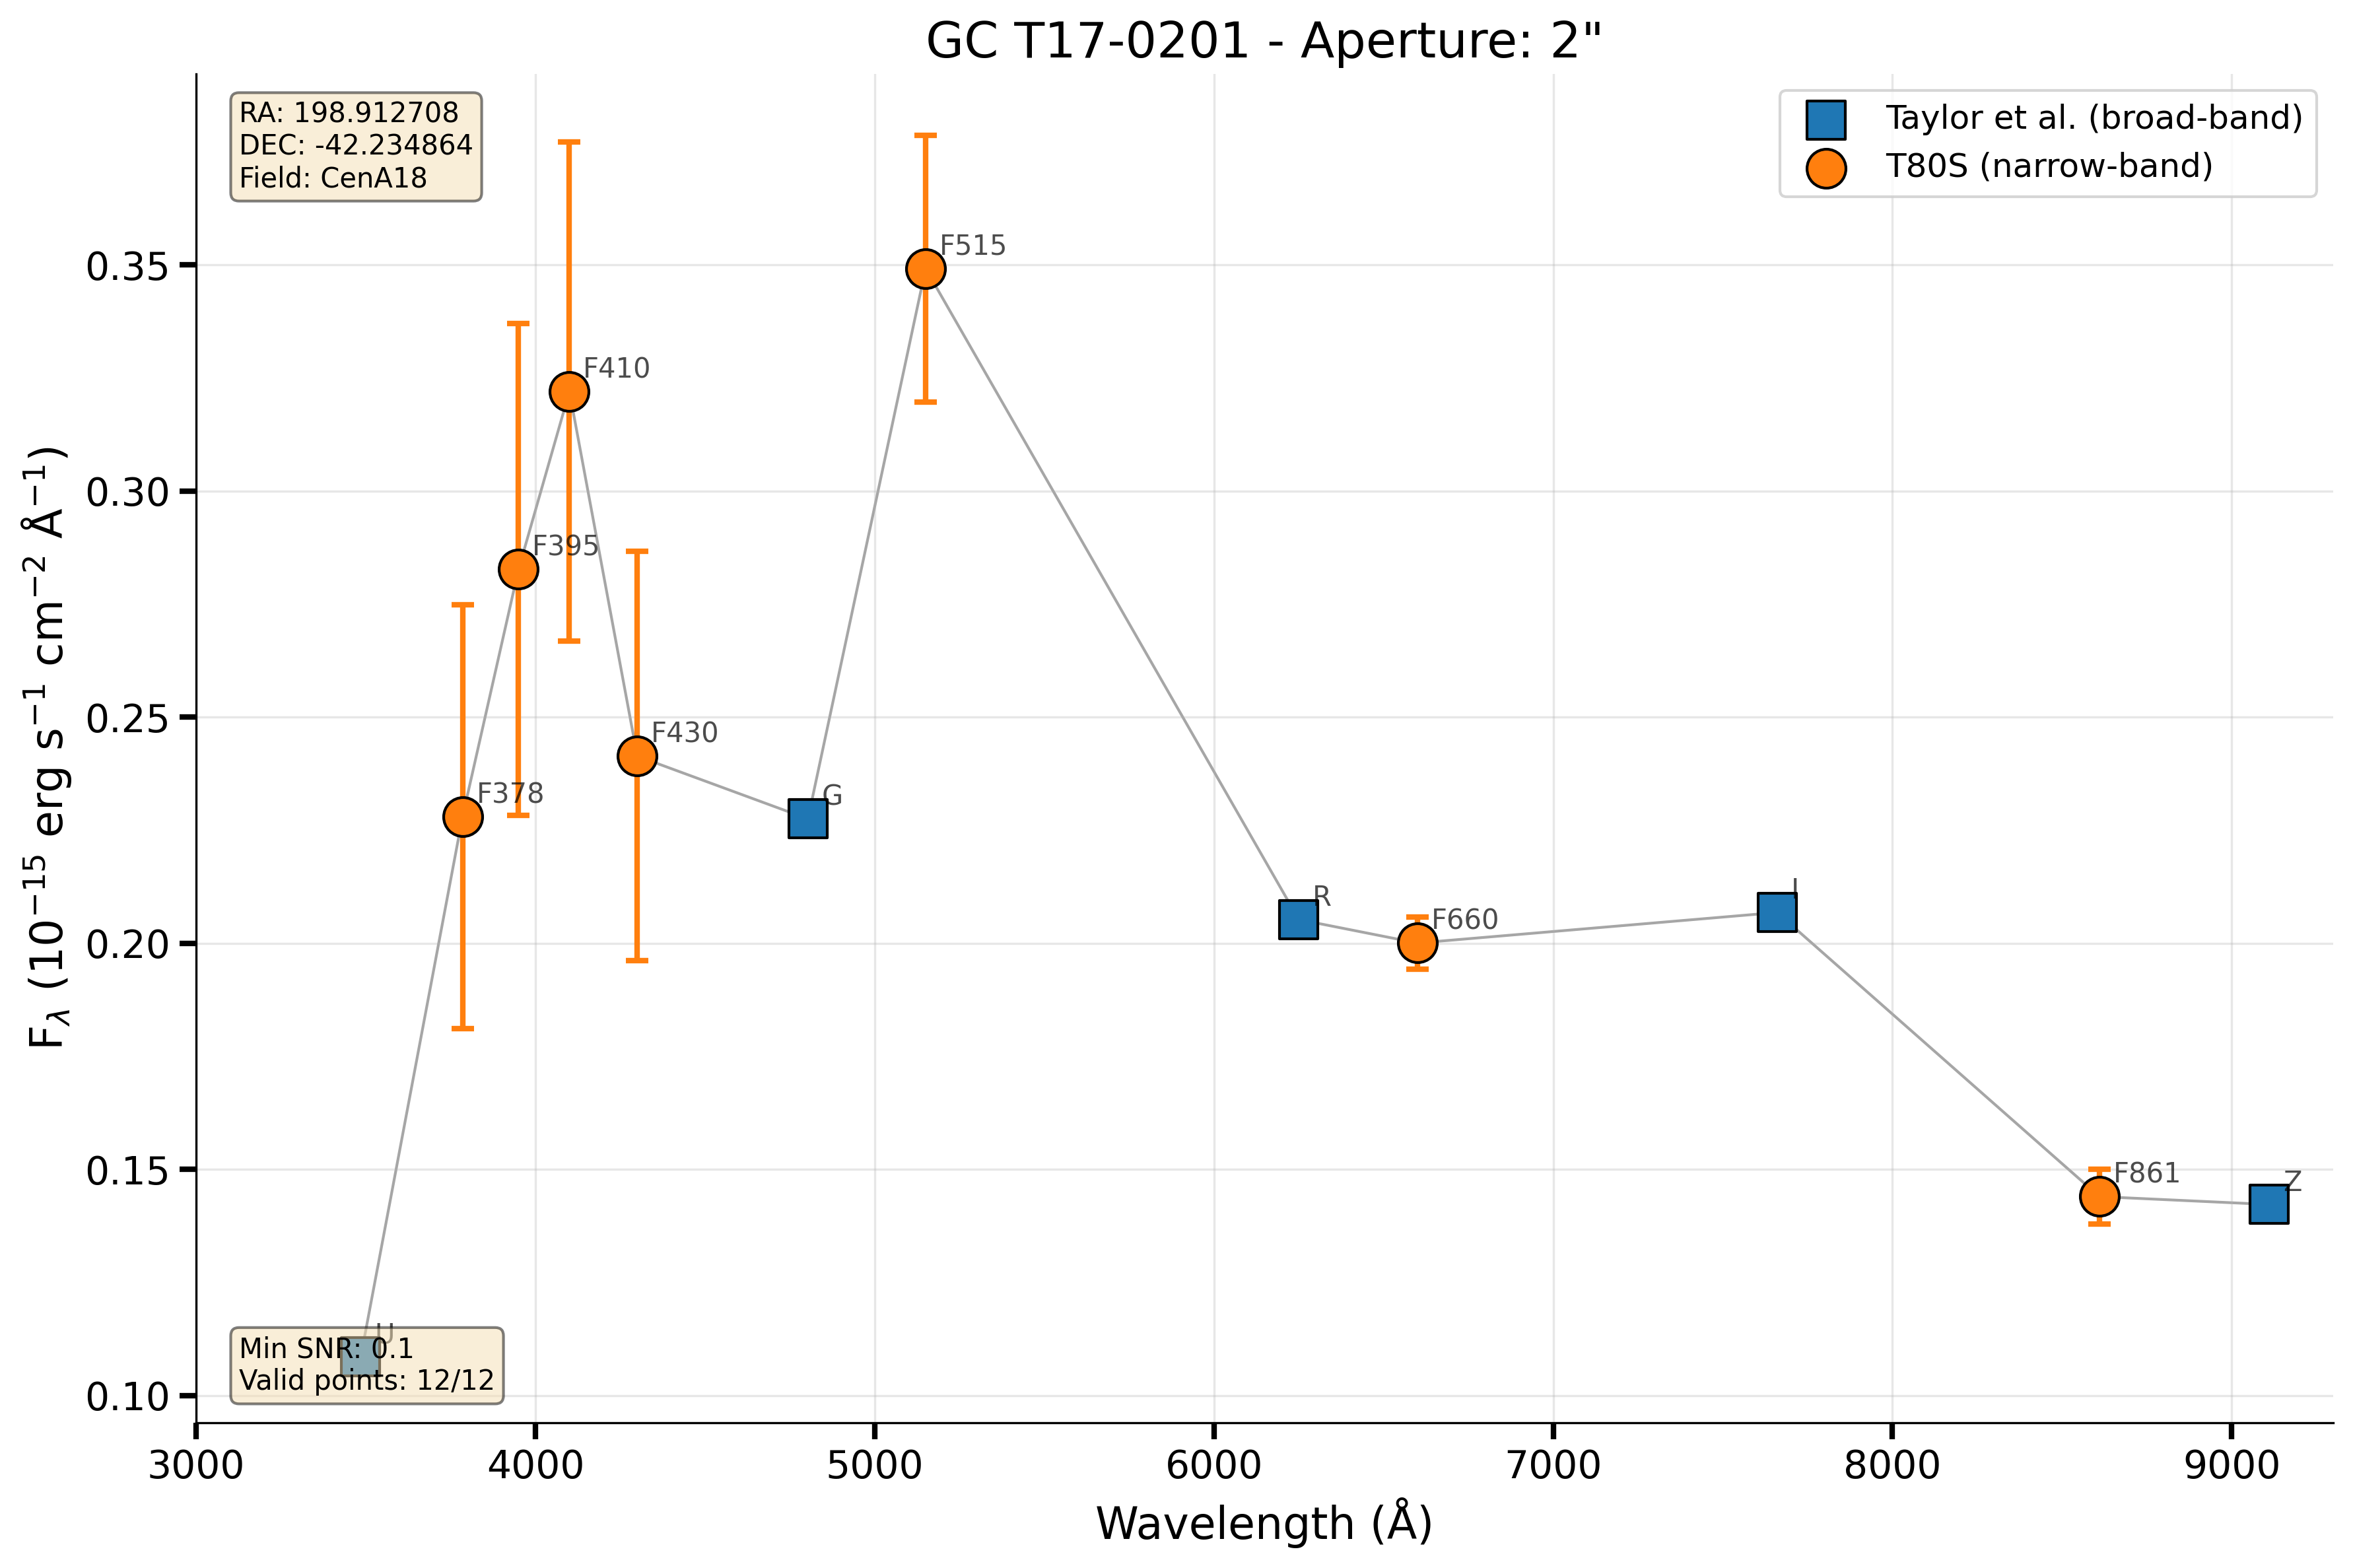 GC T17-0201 - Aperture: 2"
RA: 198.912708
DEC: -42.234864
Field: CenA18
Taylor et al. (broad-band)
T80S (narrow-band)
F515
0.35
F410
0.30
F395
F430
0.25
F378
G
R
I
F660
0.20
F861
Z
0.15
U
Min SNR: 0.1
Valid points: 12/12
0.10
F$_{λ}$ (10$^{−15}$ erg s$^{−1}$ cm$^{−2}$ Å$^{−1}$)
3000 4000 5000 6000 7000 8000 9000
Wavelength (Å)